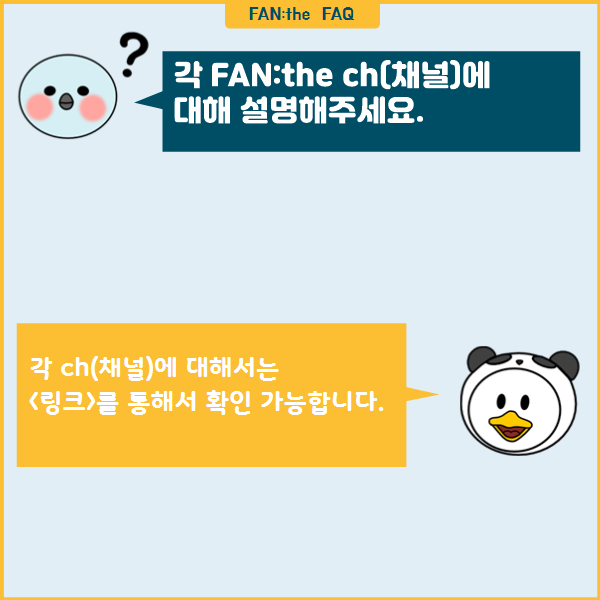 FAN:the FAQ
?
각 FAN:the ch(채널)에
대해 설명해주세요.
각 ch(채널)에 대해서는
<링크>를 통해서 확인 가능합니다.